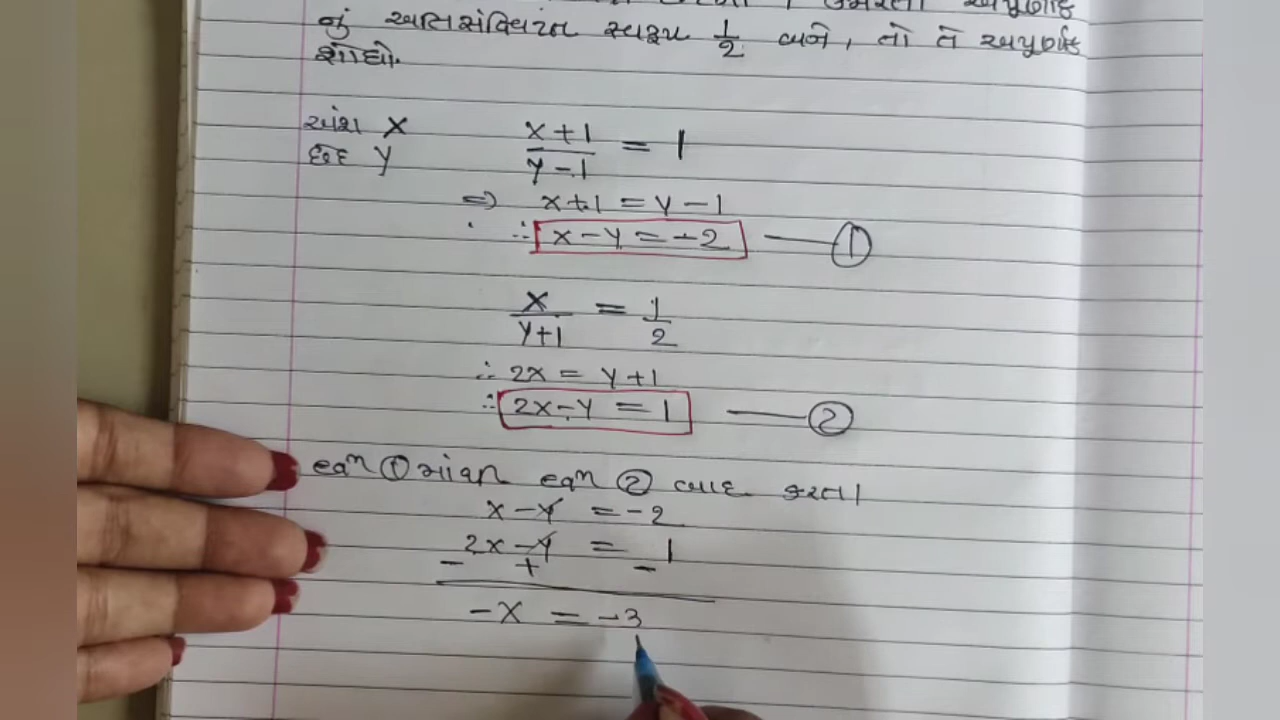 નું અતિસંક્ષિપ્ત સ્વરૂપ 1/2 બને, તો તે અપૂર્ણાંક
શોધો.
અંશ x
છેદ y
x+1/y-1 = 1
⇒ x+1 = y-1
∴ x-y = -2 —— ①
x/y+1 = 1/2
∴ 2x = y+1
∴ 2x-y = 1 —— ②
eqn ① માંથી eqn ② બાદ કરતા
x-y = -2
2x-y = 1
- + -
-x = -3